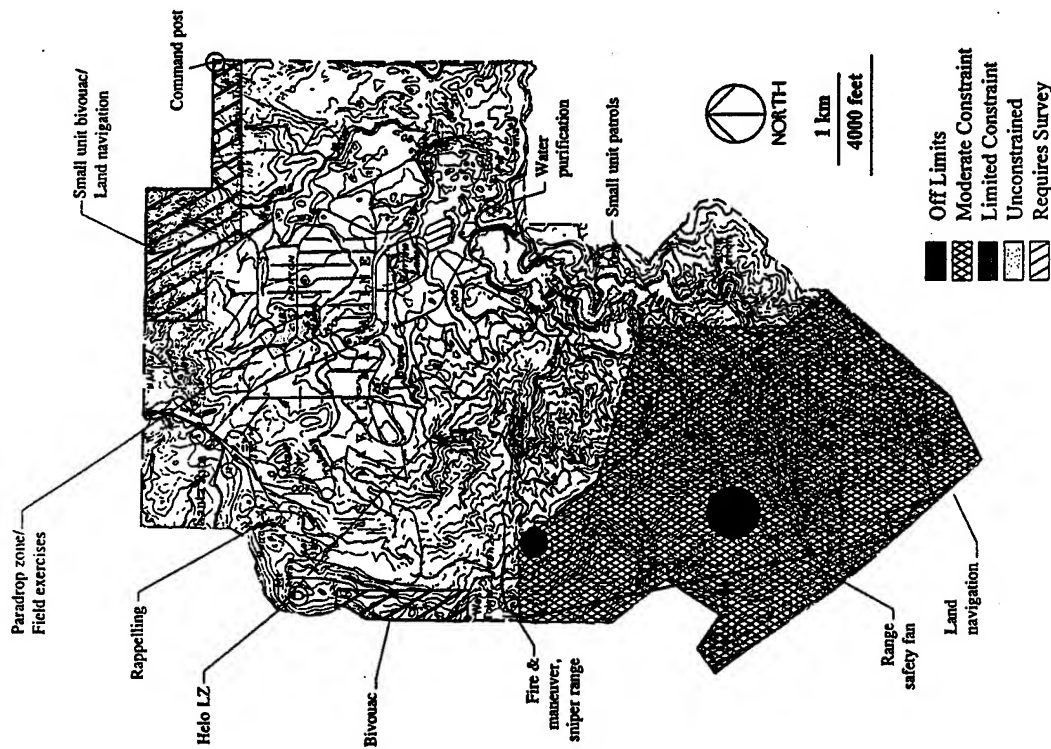 Paradrop zone/
Field exercises
Small unit bivouac/
Land navigation
Command post
Rappelling
Helo LZ
Bivouac
Fire &
maneuver,
sniper range
Water
purification
Small unit patrols
Range
safety fan
Land
navigation
NORTH
1 km
4000 feet
Off Limits
Moderate Constraint
Limited Constraint
Unconstrained
Requires Survey